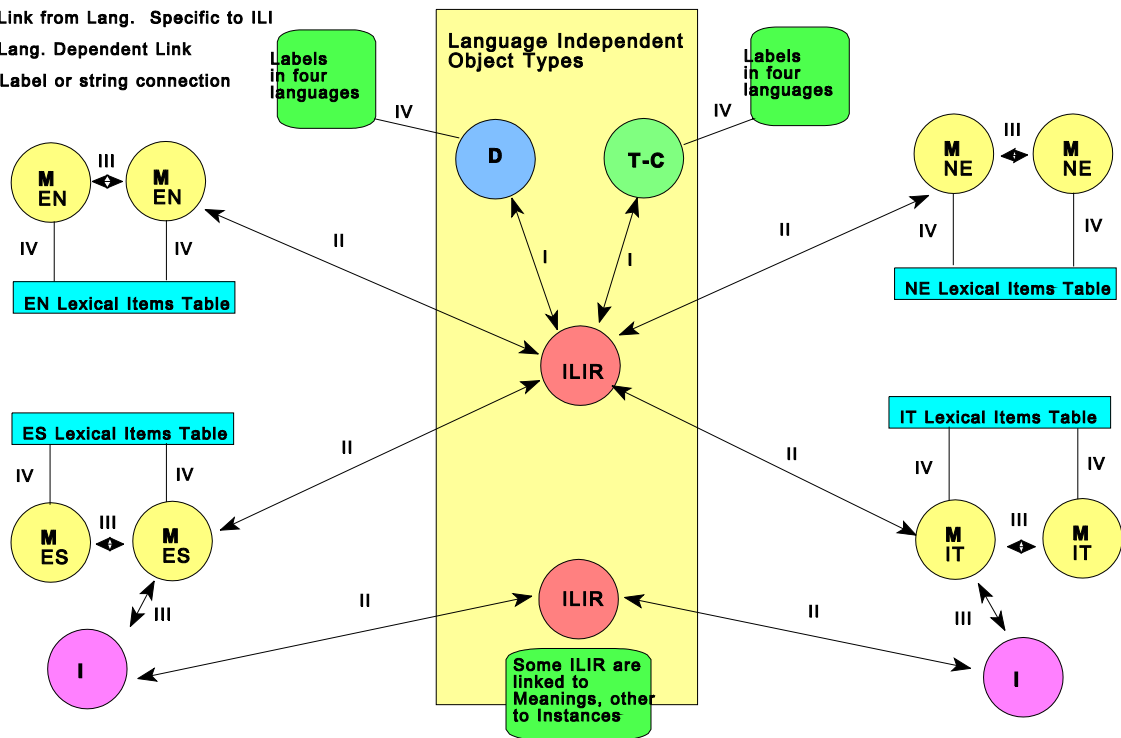 Link from Lang. Specific to ILI
Lang. Dependent Link
Label or string connection
Labels
in four
languages
Language Independent
Object Types
Labels
in four
languages
IV
IV
D
T-C
III
M
EN
M
EN
III
M
NE
M
NE
IV
IV
II
I
I
II
IV
IV
EN Lexical Items Table
NE Lexical Items Table
ILIR
ES Lexical Items Table
IT Lexical Items Table
IV
IV
II
II
IV
IV
III
M
ES
M
ES
III
M
IT
M
IT
III
II
ILIR
II
III
I
I
Some ILIR are
linked to
Meanings, other
to Instances